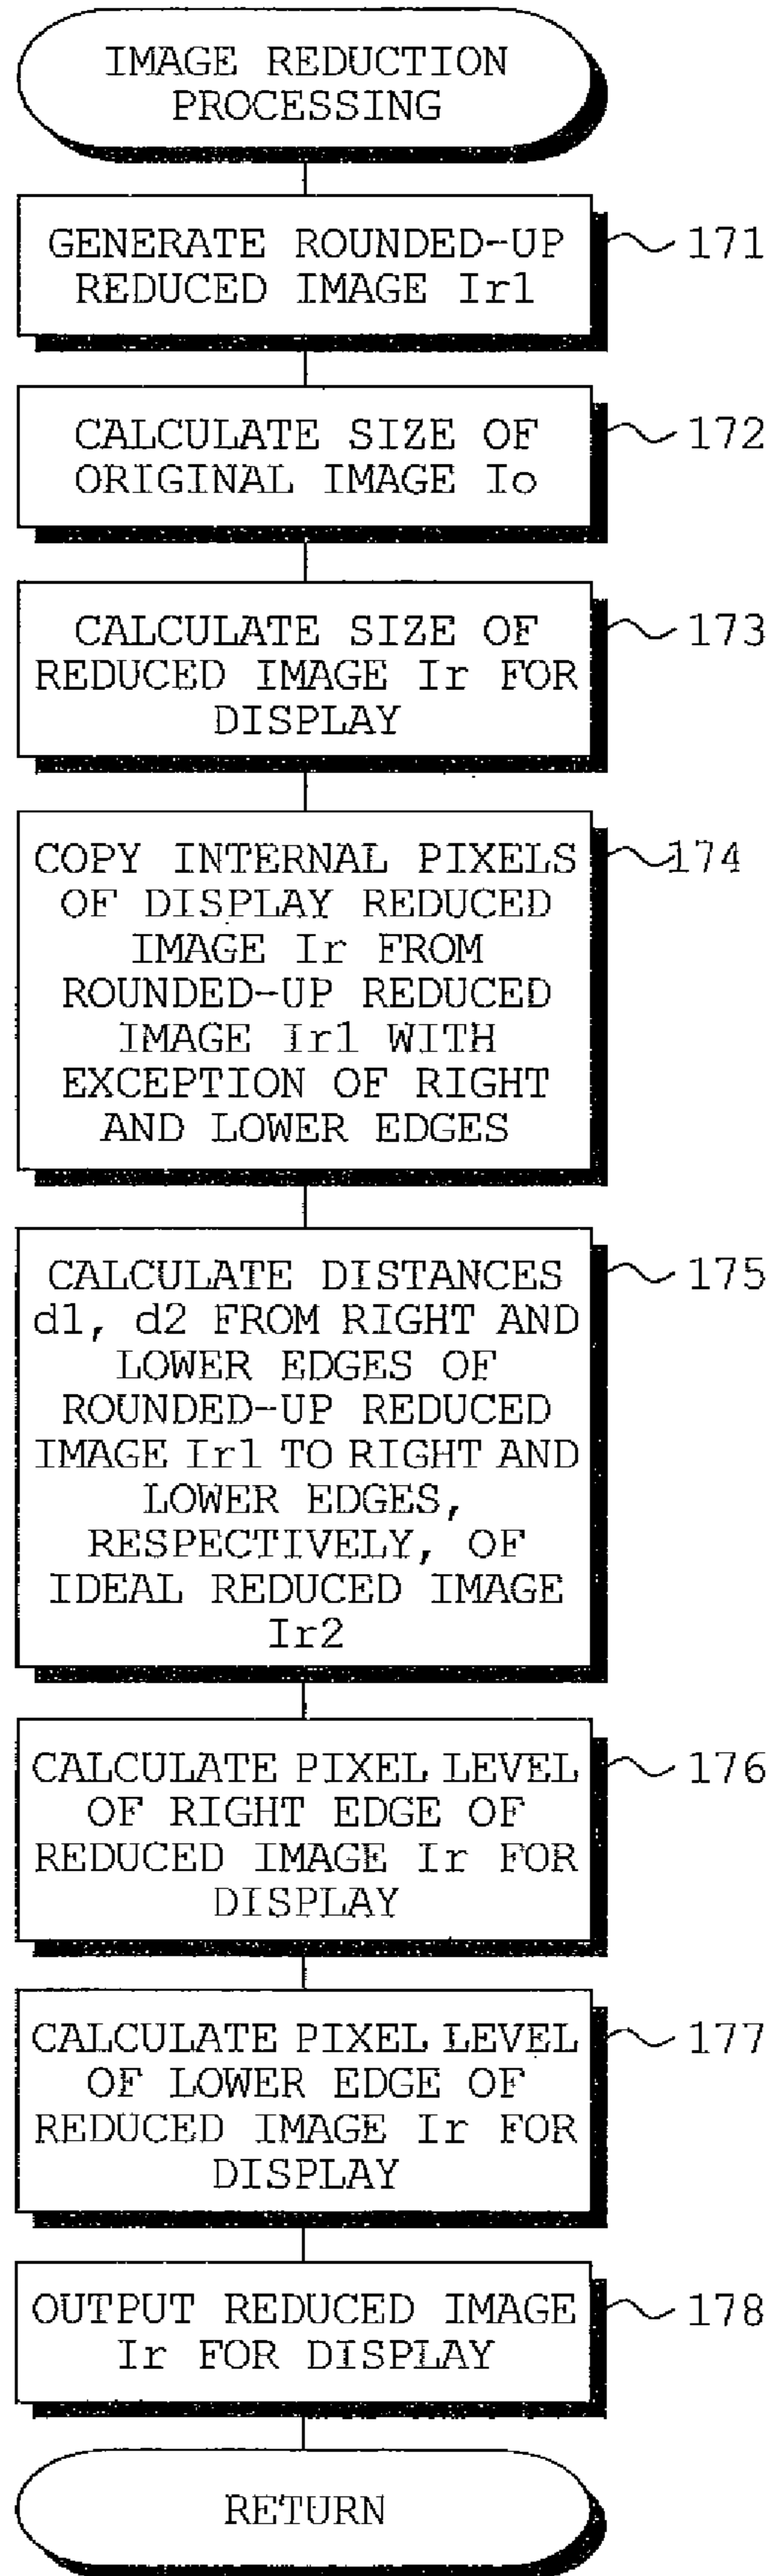 IMAGE REDUCTION
PROCESSING
GENERATE ROUNDED-UP
REDUCED IMAGE Ir1
171
CALCULATE SIZE OF
ORIGINAL IMAGE Io
172
CALCULATE SIZE OF
REDUCED IMAGE Ir FOR
DISPLAY
173
COPY INTERNAL PIXELS
OF DISPLAY REDUCED
IMAGE Ir FROM
ROUNDED-UP REDUCED
IMAGE Ir1 WITH
EXCEPTION OF RIGHT
AND LOWER EDGES
174
CALCULATE DISTANCES
d1, d2 FROM RIGHT AND
LOWER EDGES OF
ROUNDED-UP REDUCED
IMAGE Ir1 TO RIGHT AND
LOWER EDGES,
RESPECTIVELY, OF
IDEAL REDUCED IMAGE
Ir2
175
CALCULATE PIXEL LEVEL
OF RIGHT EDGE OF
REDUCED IMAGE Ir FOR
DISPLAY
176
CALCULATE PIXEL LEVEL
OF LOWER EDGE OF
REDUCED IMAGE Ir FOR
DISPLAY
177
OUTPUT REDUCED IMAGE
Ir FOR DISPLAY
178
RETURN